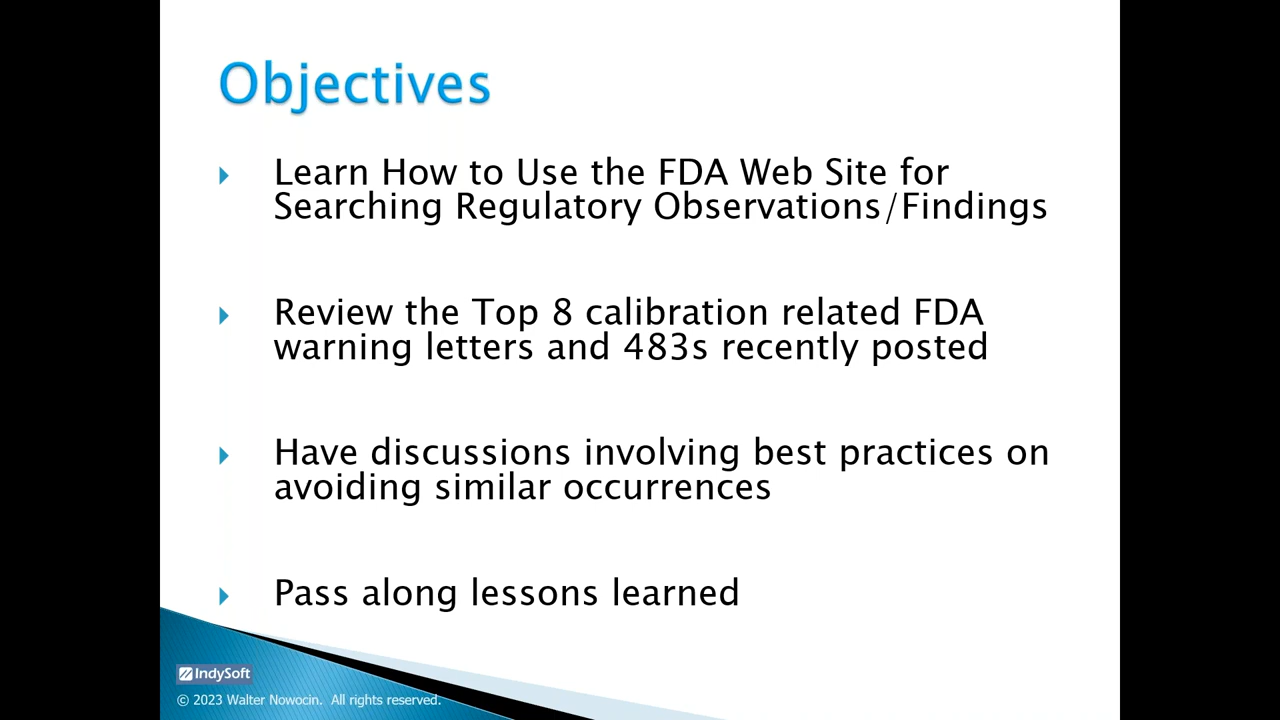 Objectives
Learn How to Use the FDA Web Site for
Searching Regulatory Observations/Findings
Review the Top 8 calibration related FDA
warning letters and 483s recently posted
Have discussions involving best practices on
avoiding similar occurrences
Pass along lessons learned
IndySoft
© 2023 Walter Nowocin. All rights reserved.